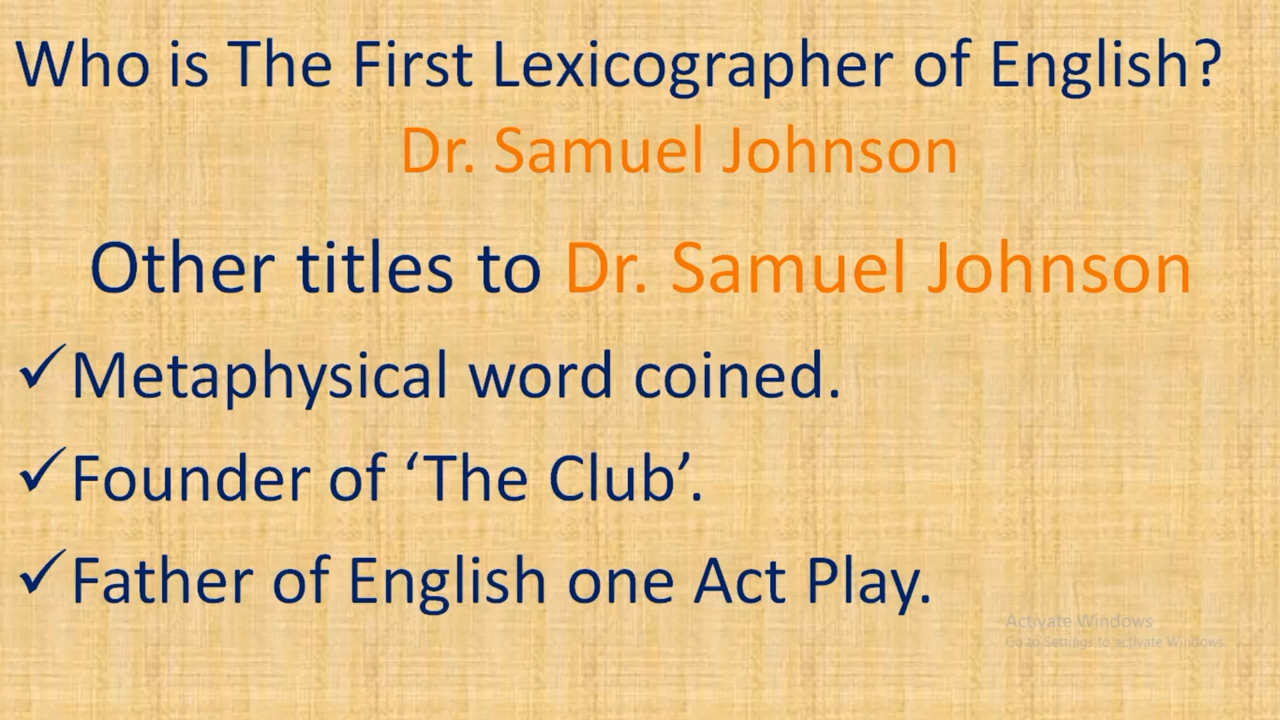 Who is The First Lexicographer of English?
Dr. Samuel Johnson
Other titles to Dr. Samuel Johnson
✓Metaphysical word coined.
✓Founder of ‘The Club’.
✓Father of English one Act Play.
Activate Windows
Go to Settings to activate Windows.